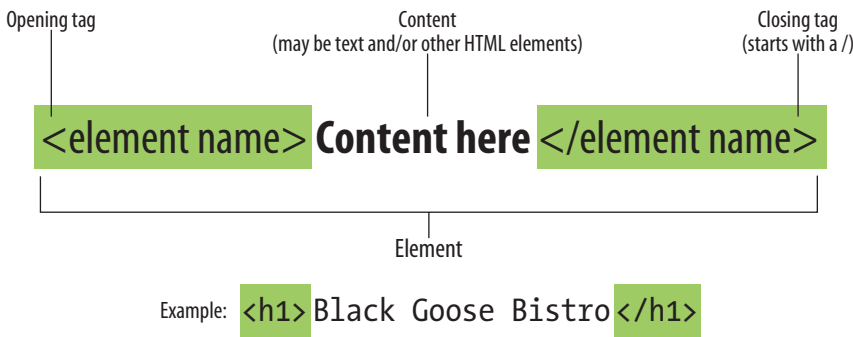 Opening tag
Content
(may be text and/or other HTML elements)
Closing tag
(starts with a /)
<element name> Content here </element name>
Element
Example: <h1>Black Goose Bistro</h1>